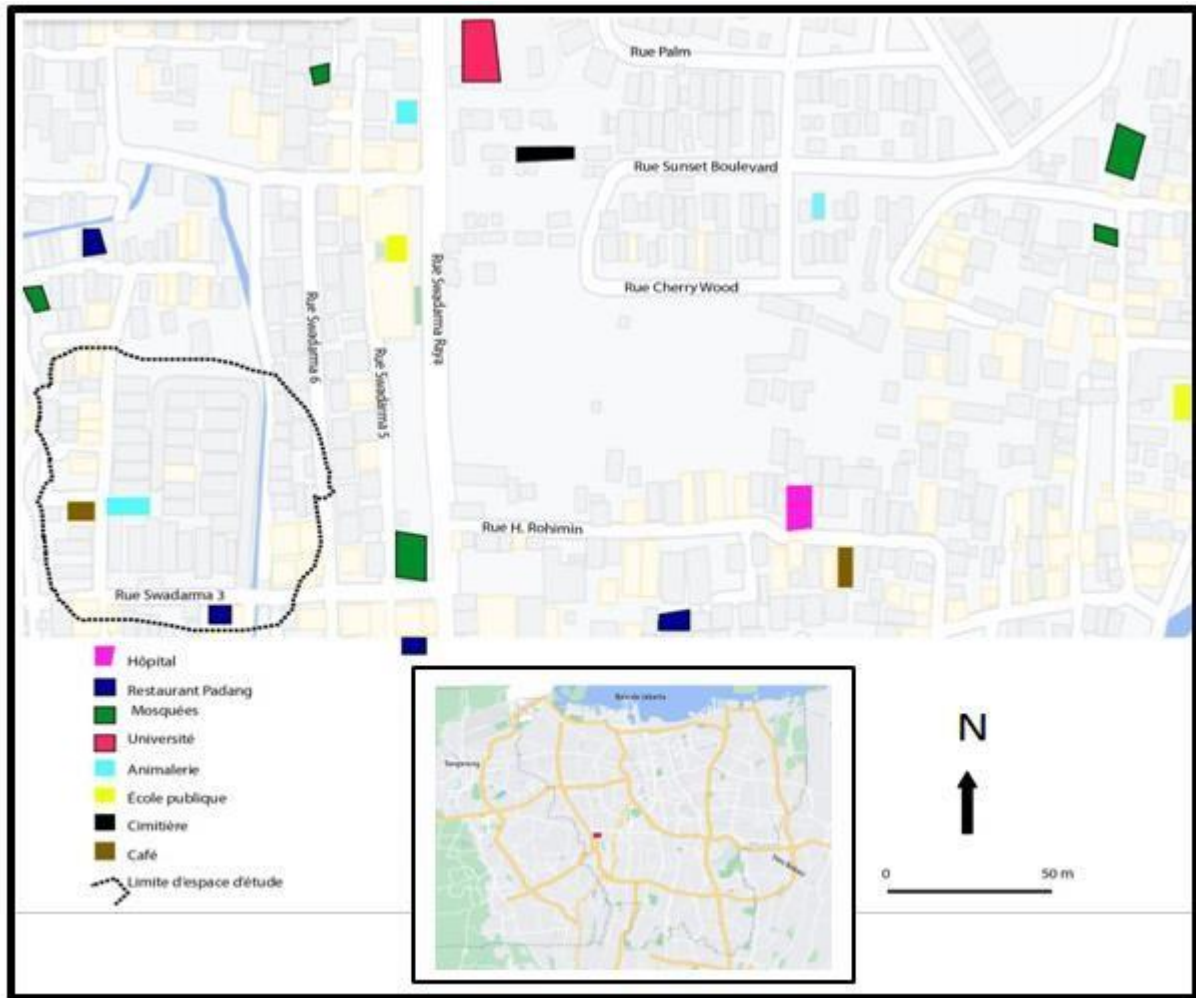 Rue Palm
Rue Sunset Boulevard
Rue Cherry Wood
Rue Swadarma Raya
Rue Swadarma 6
Rue Swadarma 5
Rue H. Rohimin
Rue Swadarma 3
Hôpital
Restaurant Padang
Mosquées
Université
Animalerie
École publique
Cimitière
Café
Limite d'espace d'étude
Tangerang
N
0 50 m